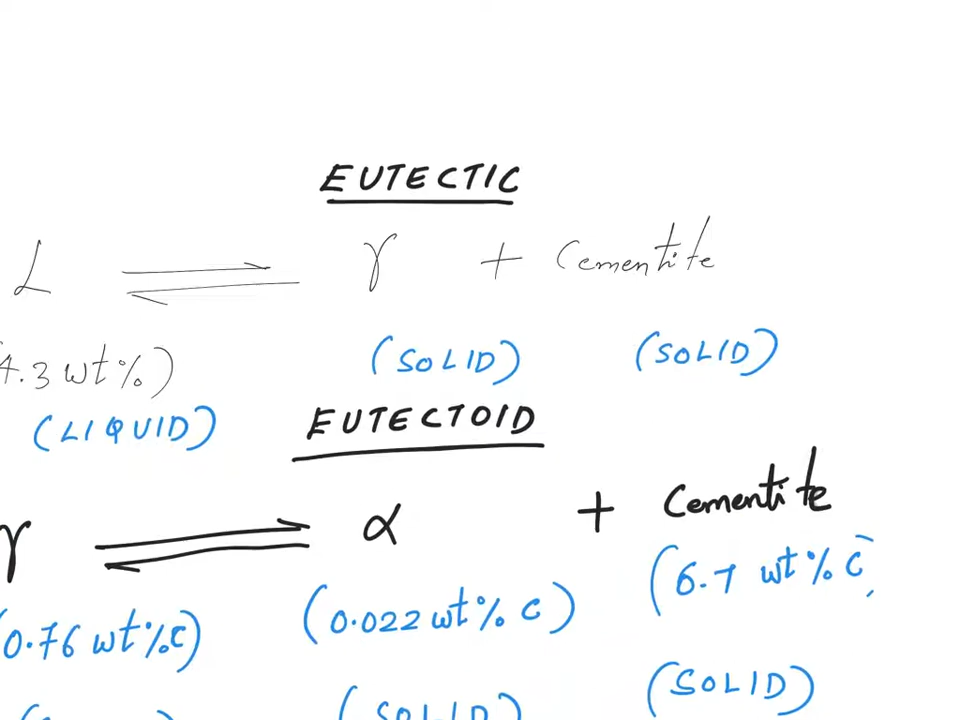 EUTECTIC
L ⇌ γ + Cementite
(4.3 wt%) (SOLID) (SOLID)
(LIQUID)
EUTECTOID
γ ⇌ α + Cementite
(0.76 wt%C) (0.022 wt% C) (6.7 wt% C)
(SOLID) (SOLID)